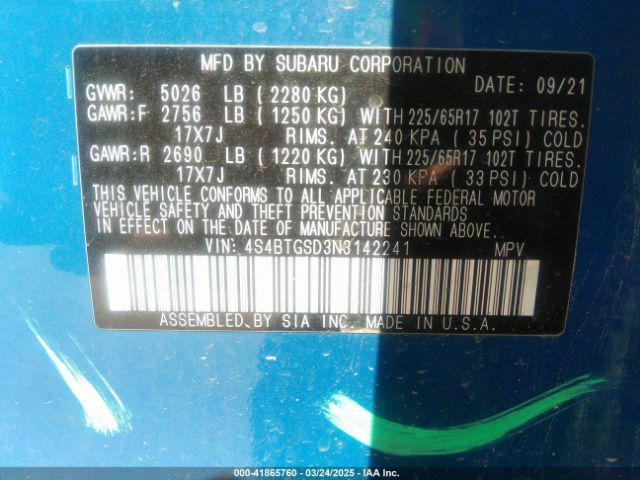 MFD BY SUBARU CORPORATION
GVWR: 5026 LB ( 2280 KG) DATE: 09/21
GAWR:F 2756 LB ( 1250 KG) WITH 225/65R17 102T TIRES.
17X7J RIMS. AT 240 KPA ( 35 PSI) COLD
GAWR:R 2690 LB ( 1220 KG) WITH 225/65R17 102T TIRES.
17X7J RIMS. AT 230 KPA ( 33 PSI) COLD
THIS VEHICLE CONFORMS TO ALL APPLICABLE FEDERAL MOTOR
VEHICLE SAFETY AND THEFT PREVENTION STANDARDS
IN EFFECT ON THE DATE OF MANUFACTURE SHOWN ABOVE.
VIN: 4S4BTGSD3N3142241 MPV
ASSEMBLED BY SIA INC. MADE IN U.S.A.
000-41865760 - 03/24/2025 - IAA Inc.